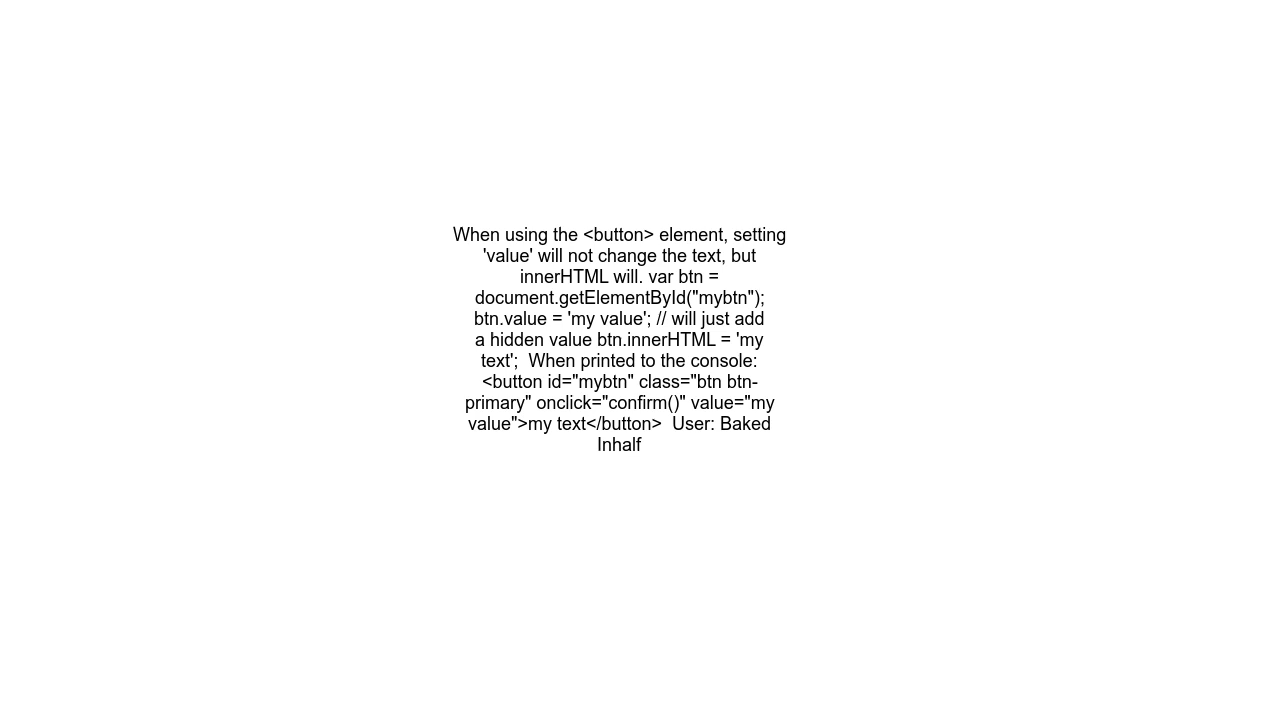 When using the <button> element, setting
'value' will not change the text, but
innerHTML will. var btn =
document.getElementById("mybtn");
btn.value = 'my value'; // will just add
a hidden value btn.innerHTML = 'my
text';  When printed to the console:
<button id="mybtn" class="btn btn-
primary" onclick="confirm()" value="my
value">my text</button>  User: Baked
Inhalf